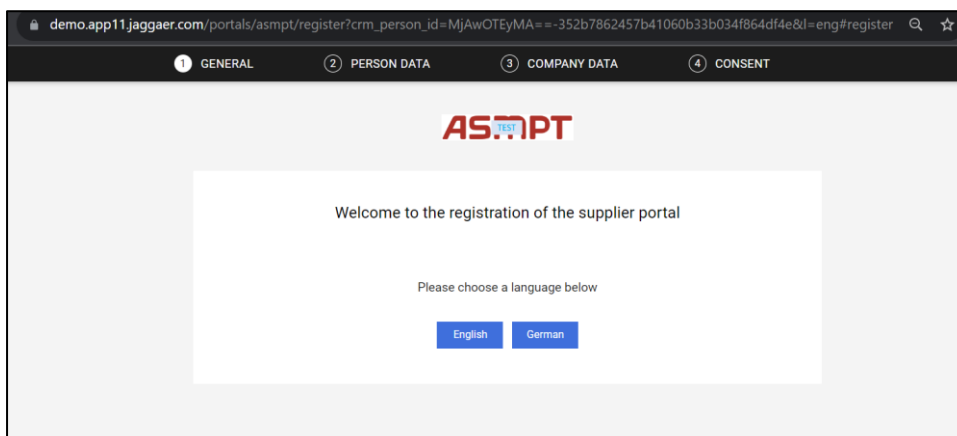 demo.app11.jaggaer.com/portals/asmpt/register?crm_person_id=MjAwOTEyMA==-352b7862457b41060b33b034f864df4e&l=eng#register
1 GENERAL 2 PERSON DATA 3 COMPANY DATA 4 CONSENT
ASMPT
TEST
Welcome to the registration of the supplier portal
Please choose a language below
English German